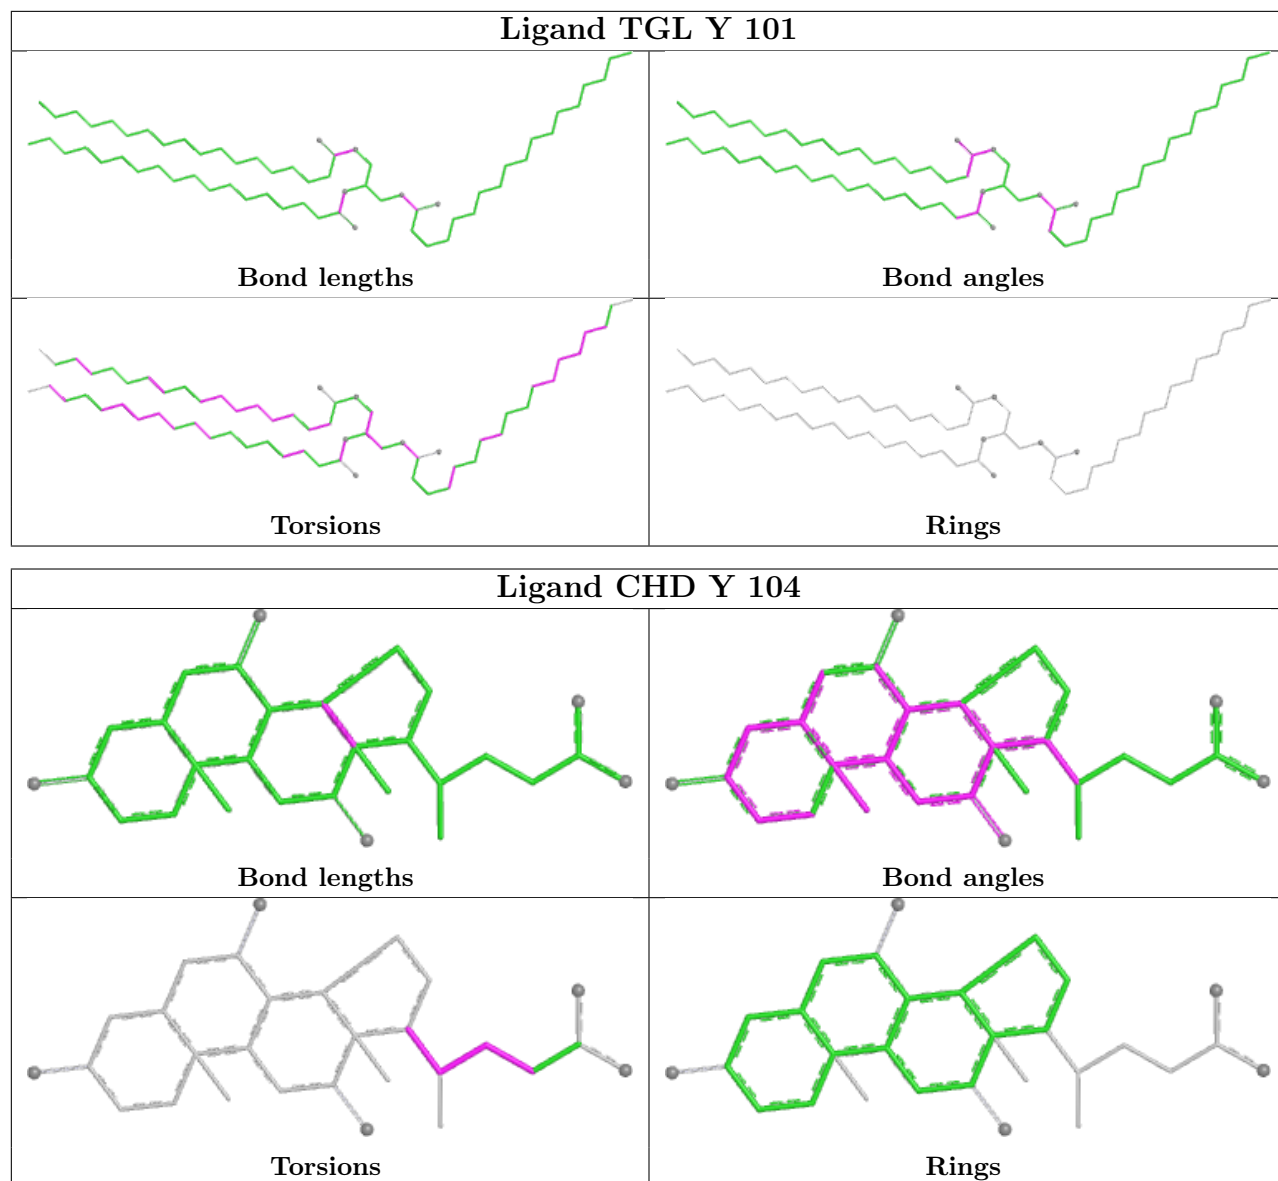 Ligand TGL Y 101
Bond lengths
Bond angles
Torsions
Rings
Ligand CHD Y 104
Bond lengths
Bond angles
Torsions
Rings